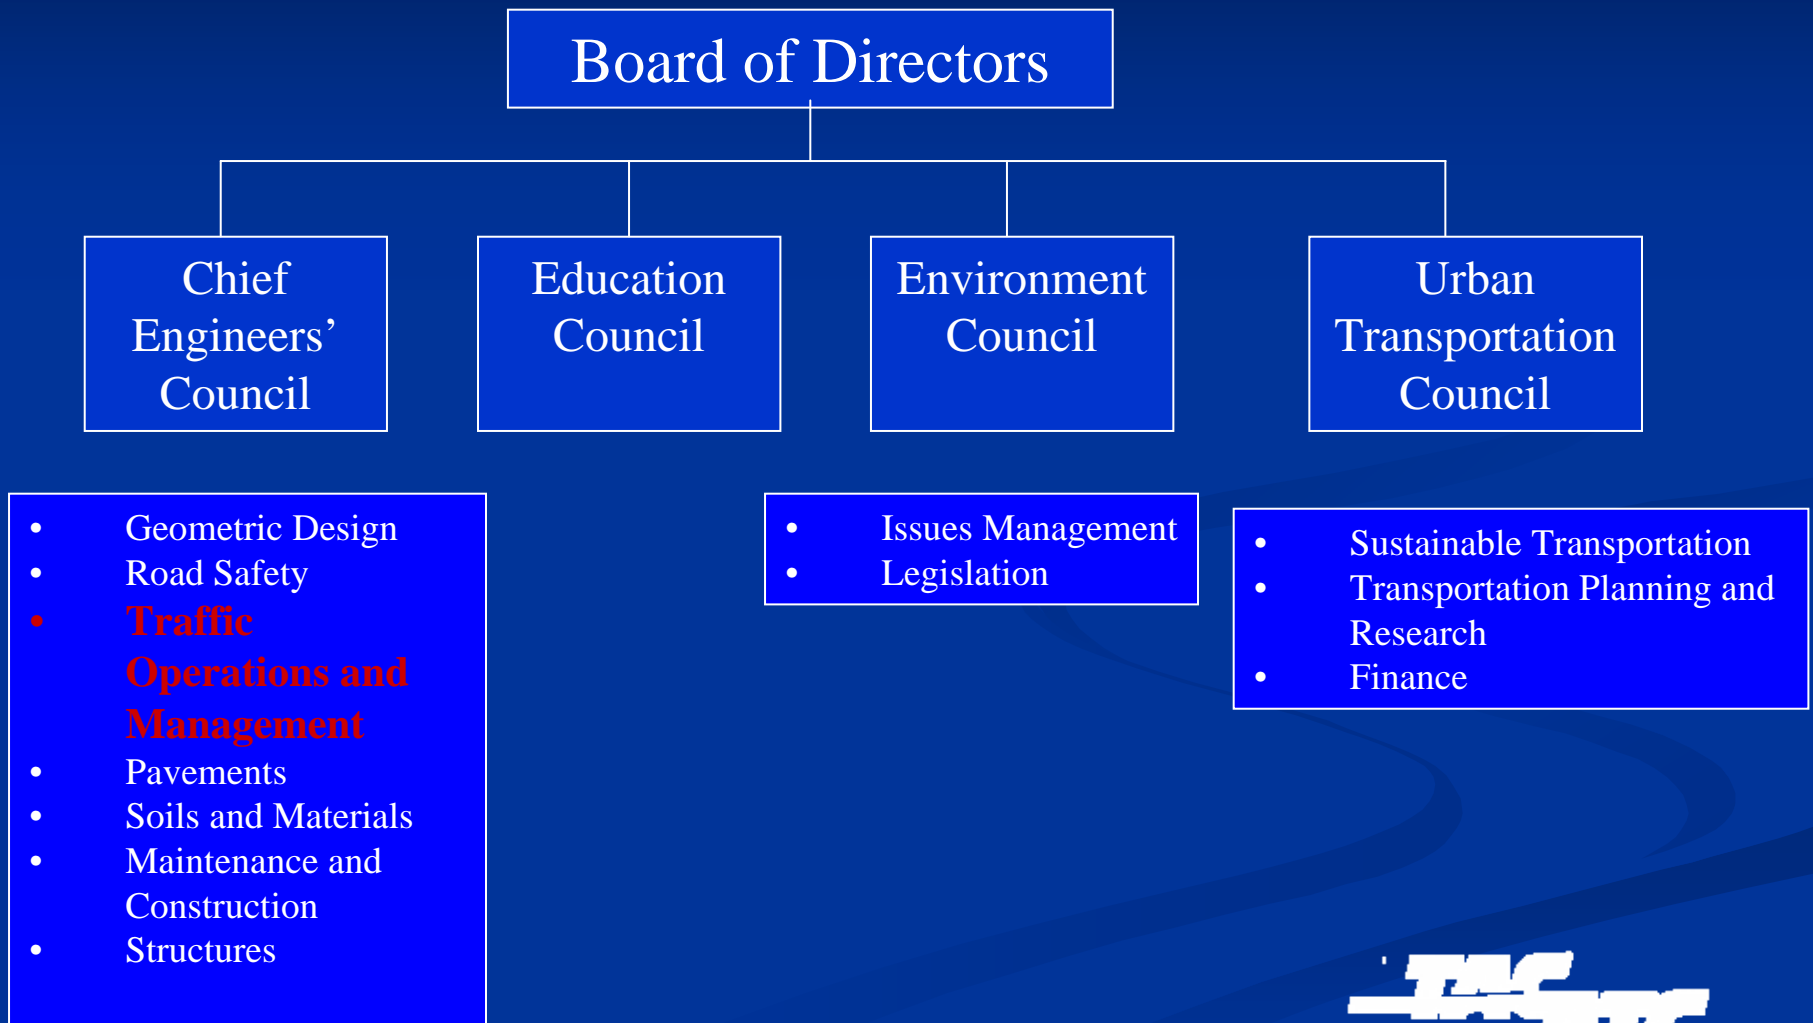 Board of Directors
Chief
Engineers’
Council
Education
Council
Environment
Council
Urban
Transportation
Council
• Geometric Design
• Road Safety
• Traffic
Operations and
Management
• Pavements
• Soils and Materials
• Maintenance and
Construction
• Structures
• Issues Management
• Legislation
• Sustainable Transportation
• Transportation Planning and
Research
• Finance
TAC